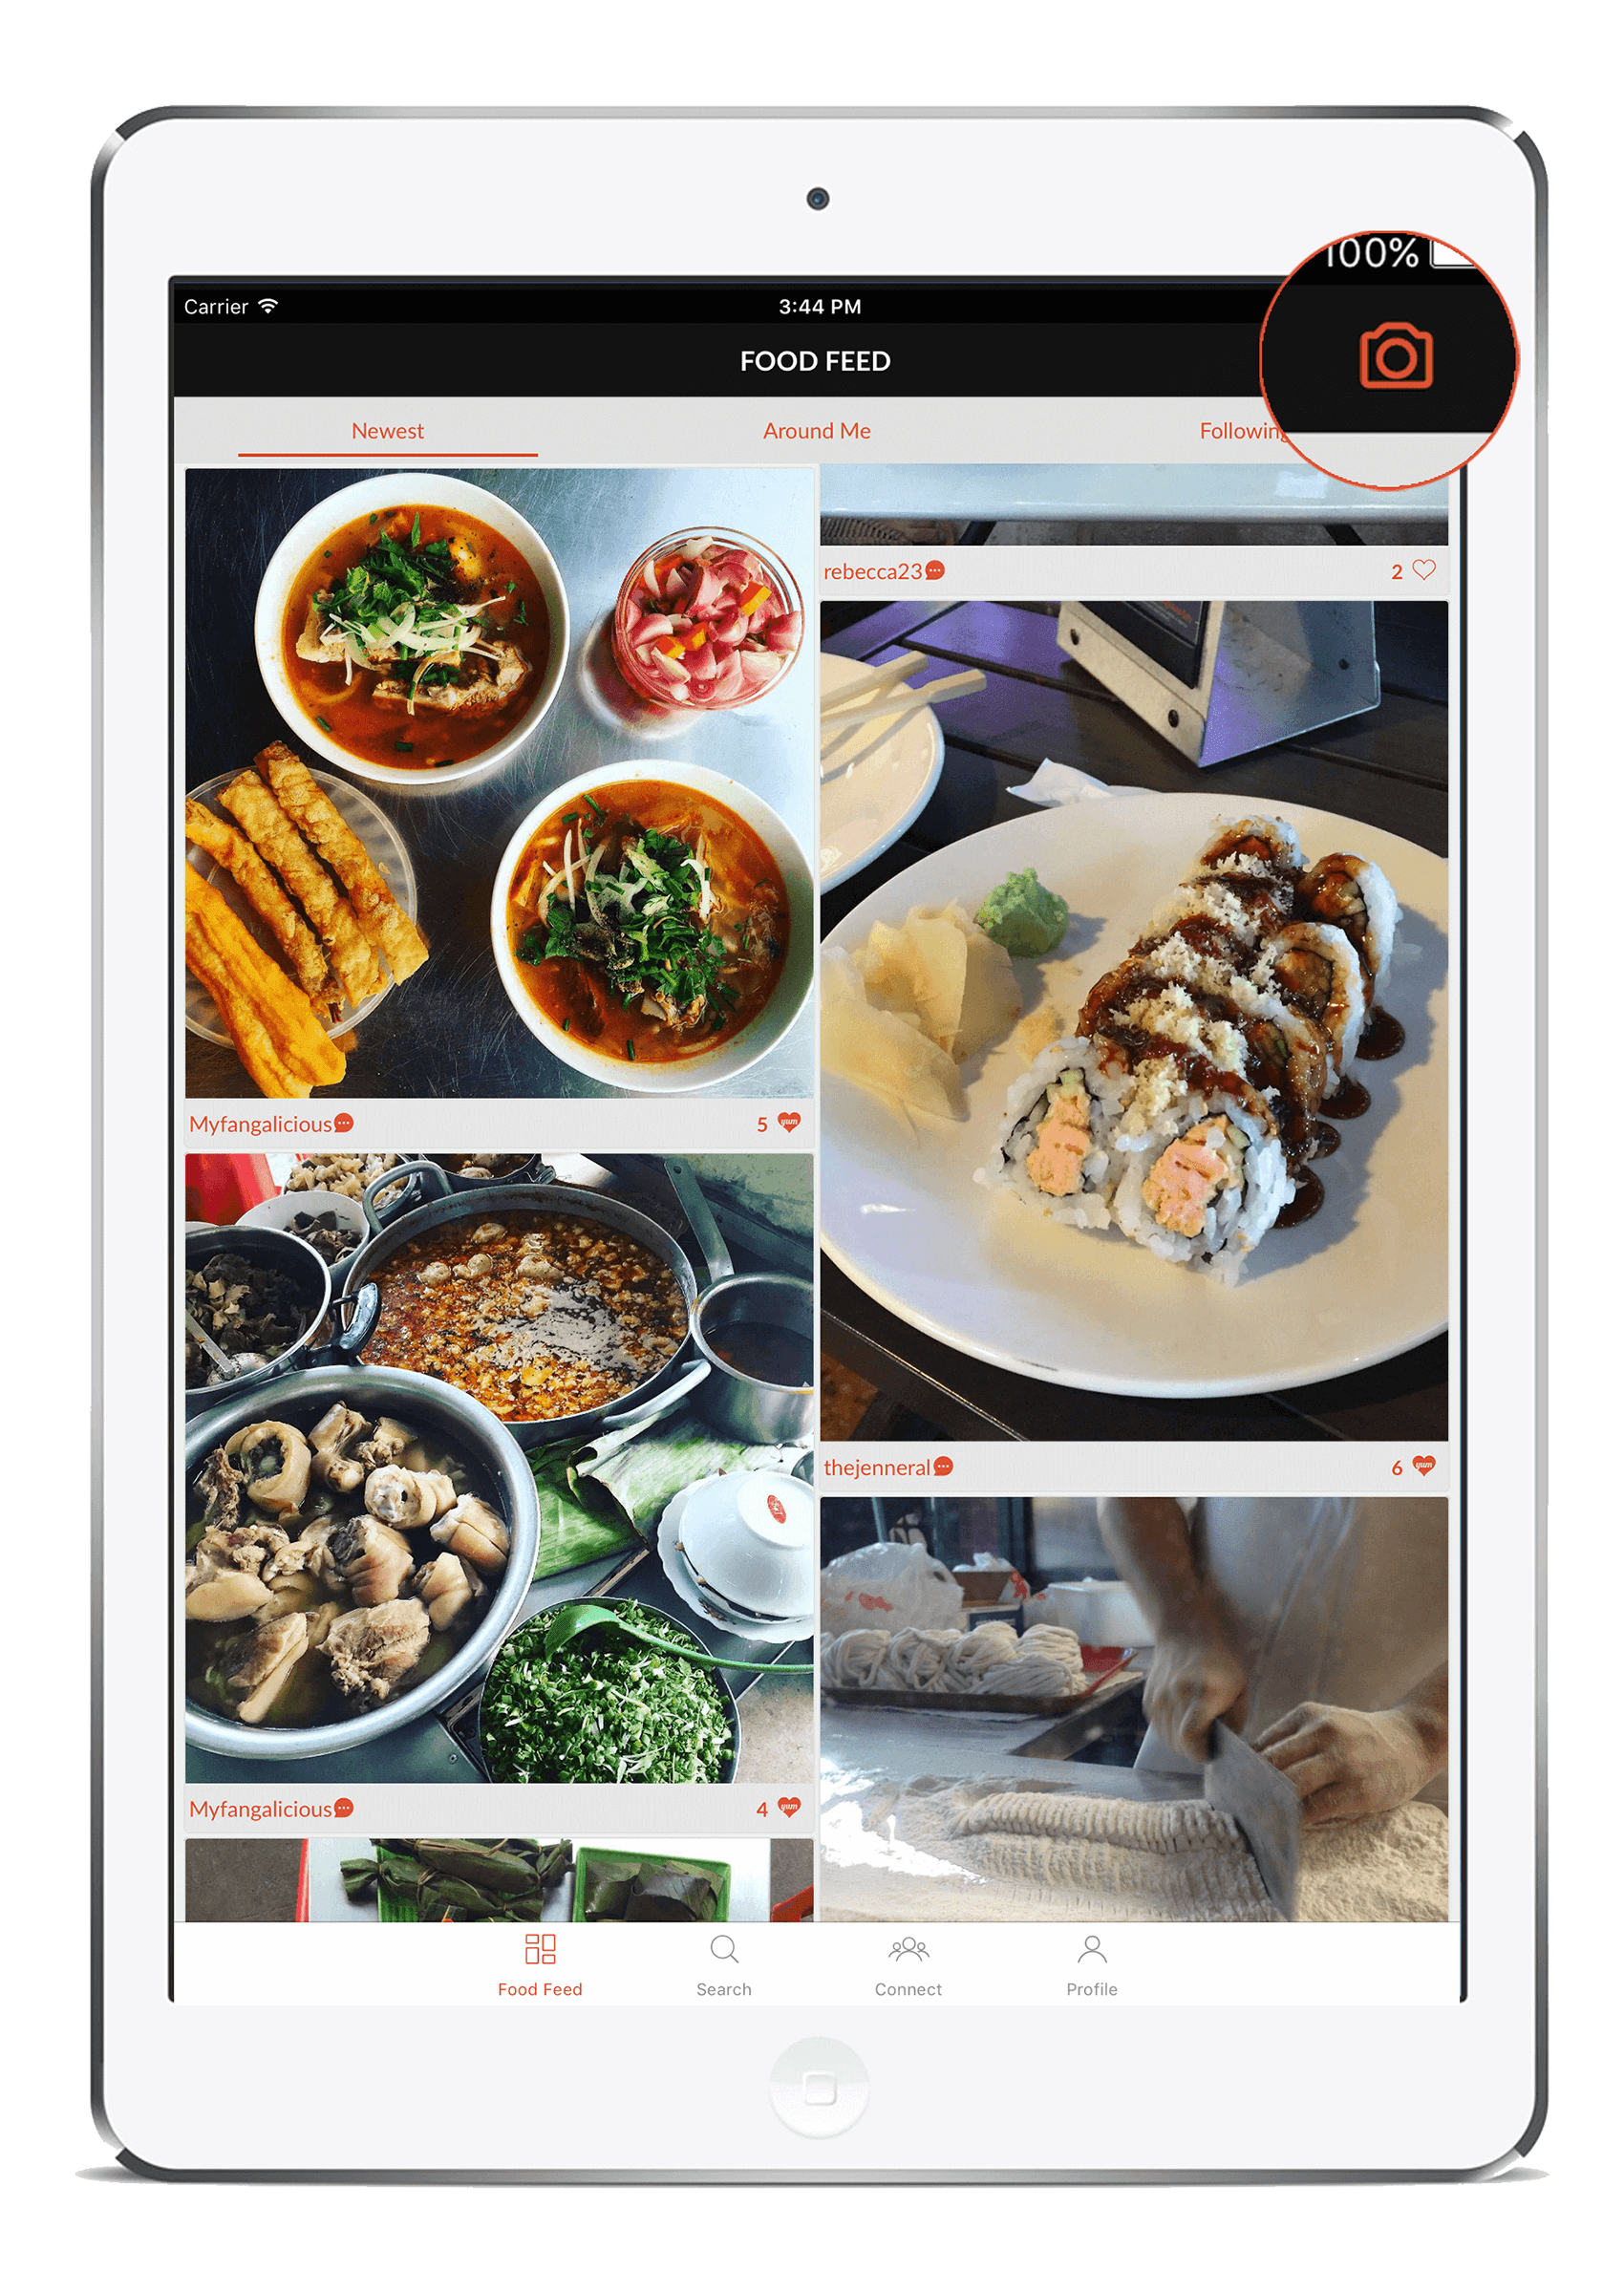 Carrier
3:44 PM
100%
FOOD FEED
Newest
Around Me
Following
rebecca23
2
Myfangalicious
5 yum
thejenneral
6 yum
Myfangalicious
4 yum
Food Feed
Search
Connect
Profile